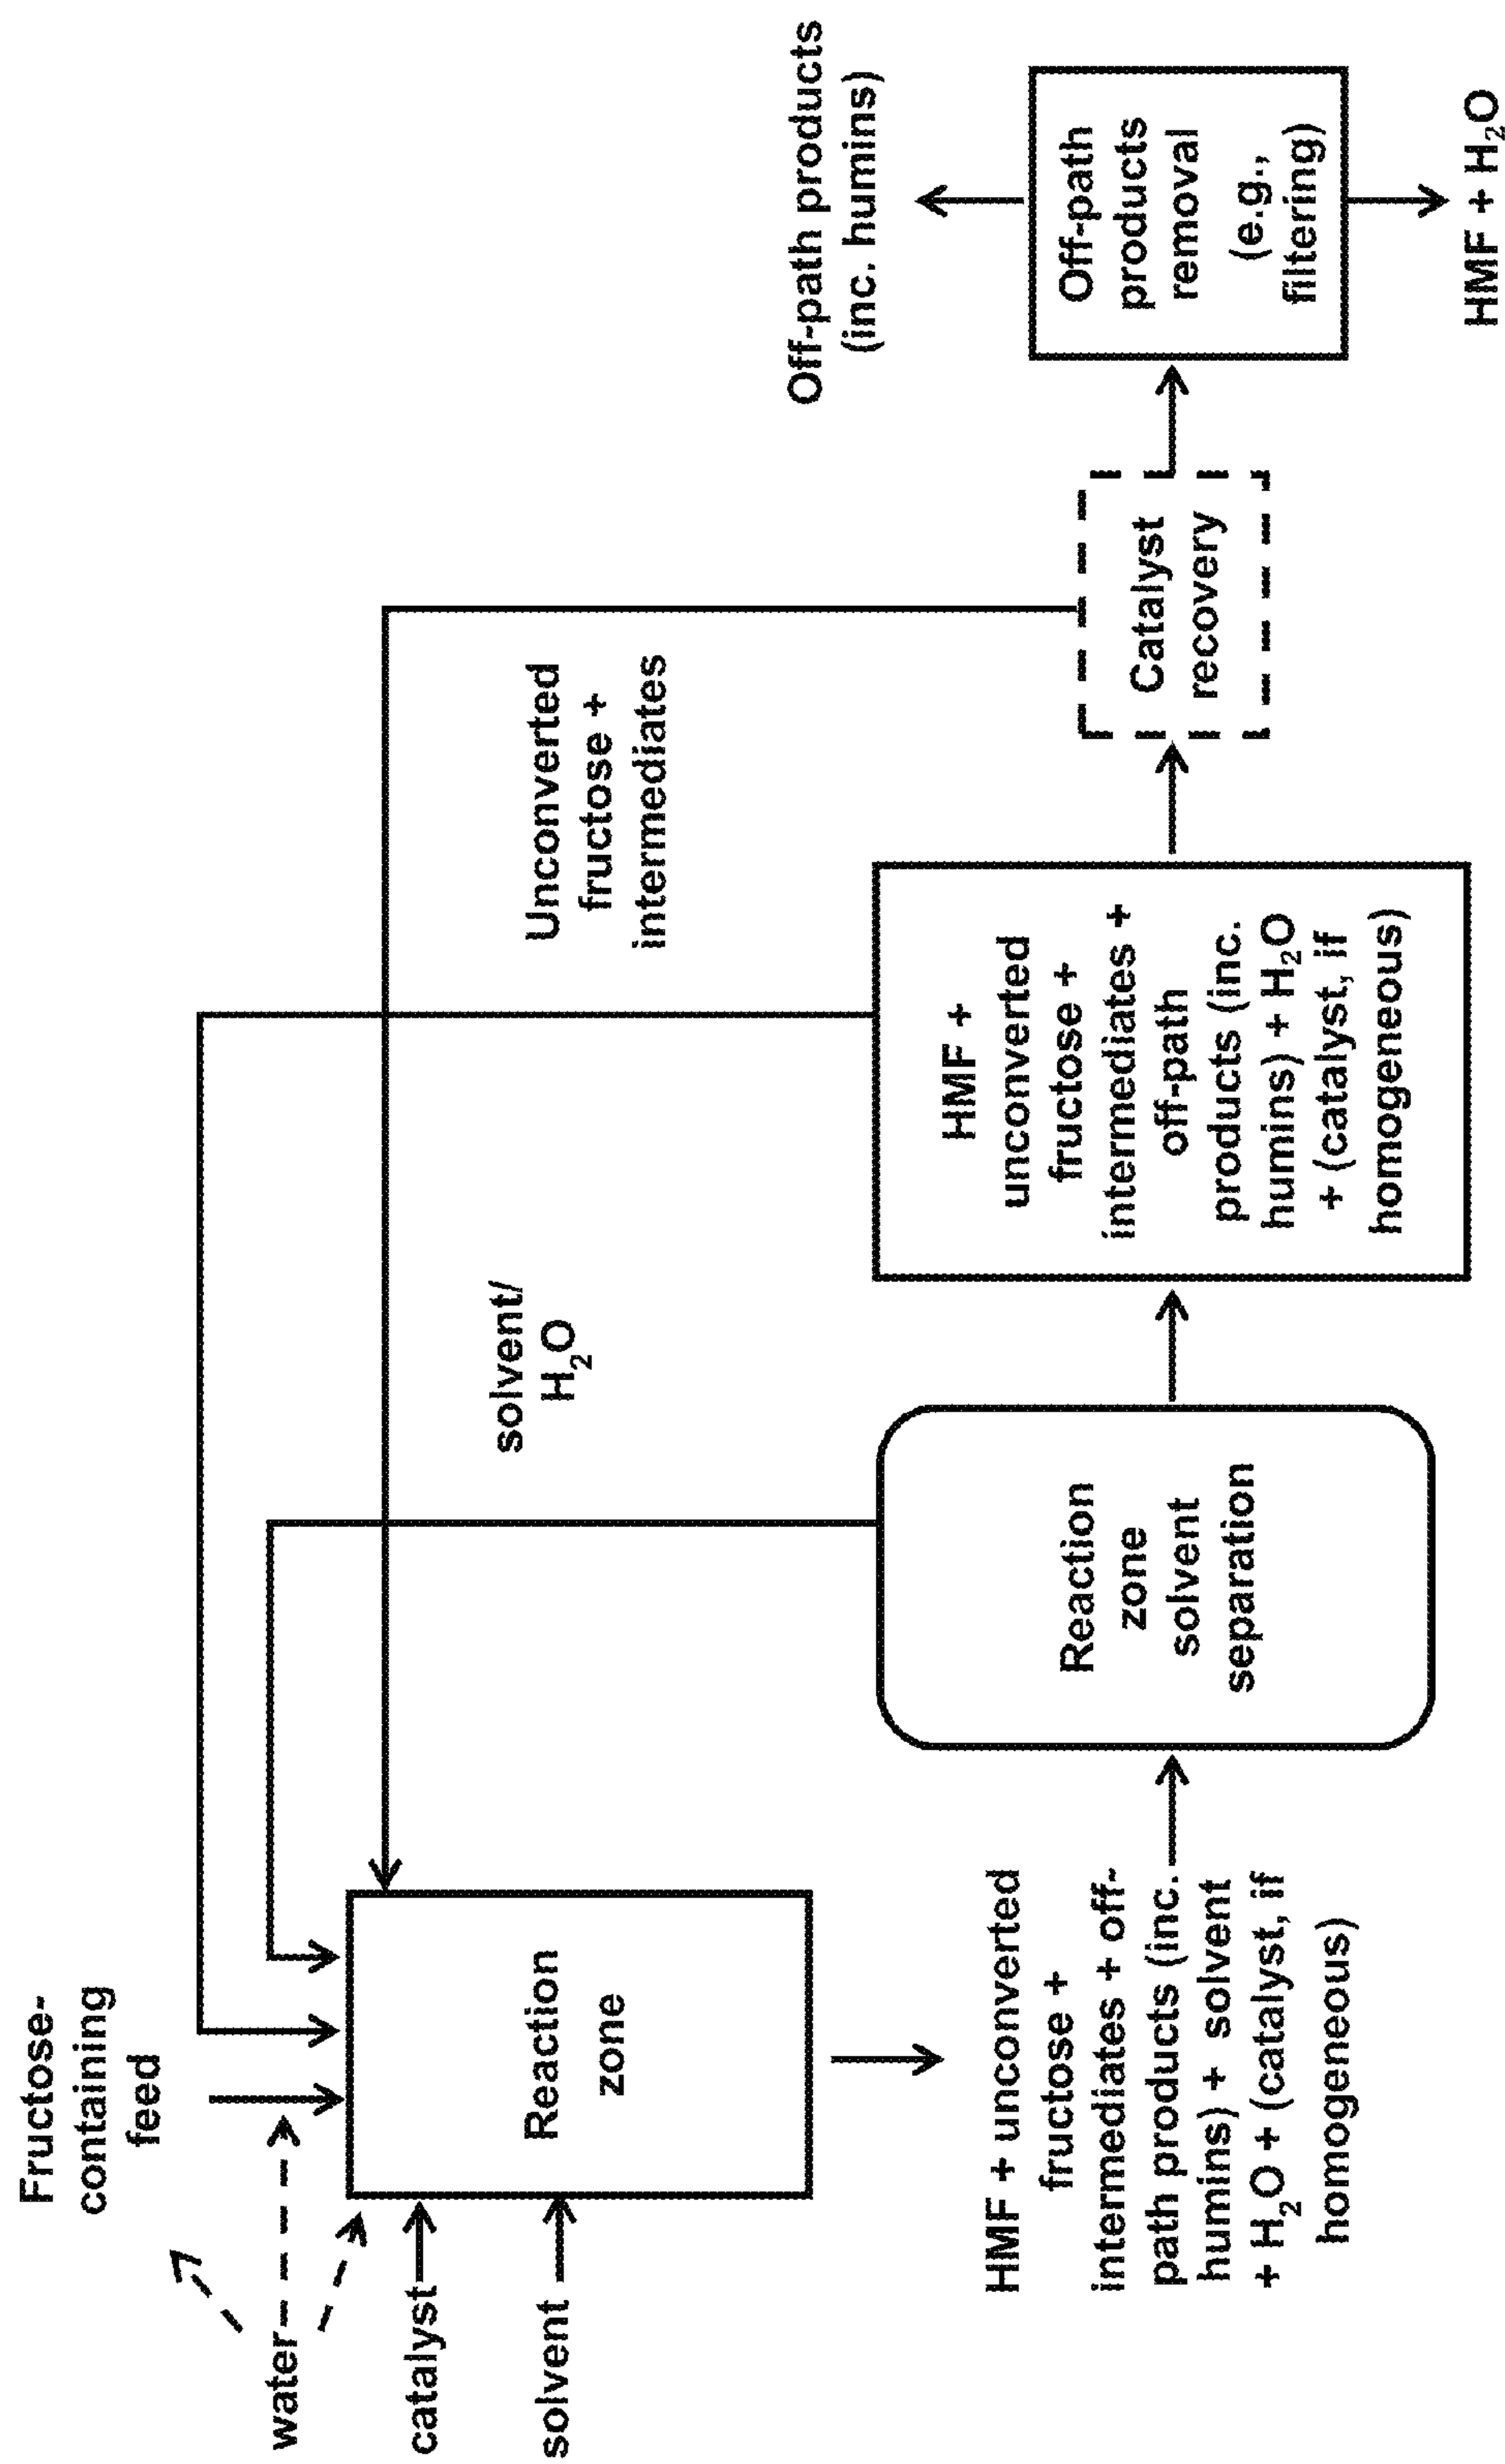 Fructose-
containing
feed
water
catalyst
solvent
Reaction
zone
HMF + unconverted
fructose +
intermediates + off-
path products (inc.
humins) + solvent
+ H₂O + (catalyst, if
homogeneous)
solvent/
H₂O
Reaction
zone
solvent
separation
Unconverted
fructose +
intermediates
HMF +
unconverted
fructose +
intermediates +
off-path
products (inc.
humins) + H₂O
+ (catalyst, if
homogeneous)
Catalyst
recovery
Off-path products
(inc. humins)
Off-path
products
removal
(e.g.,
filtering)
HMF + H₂O